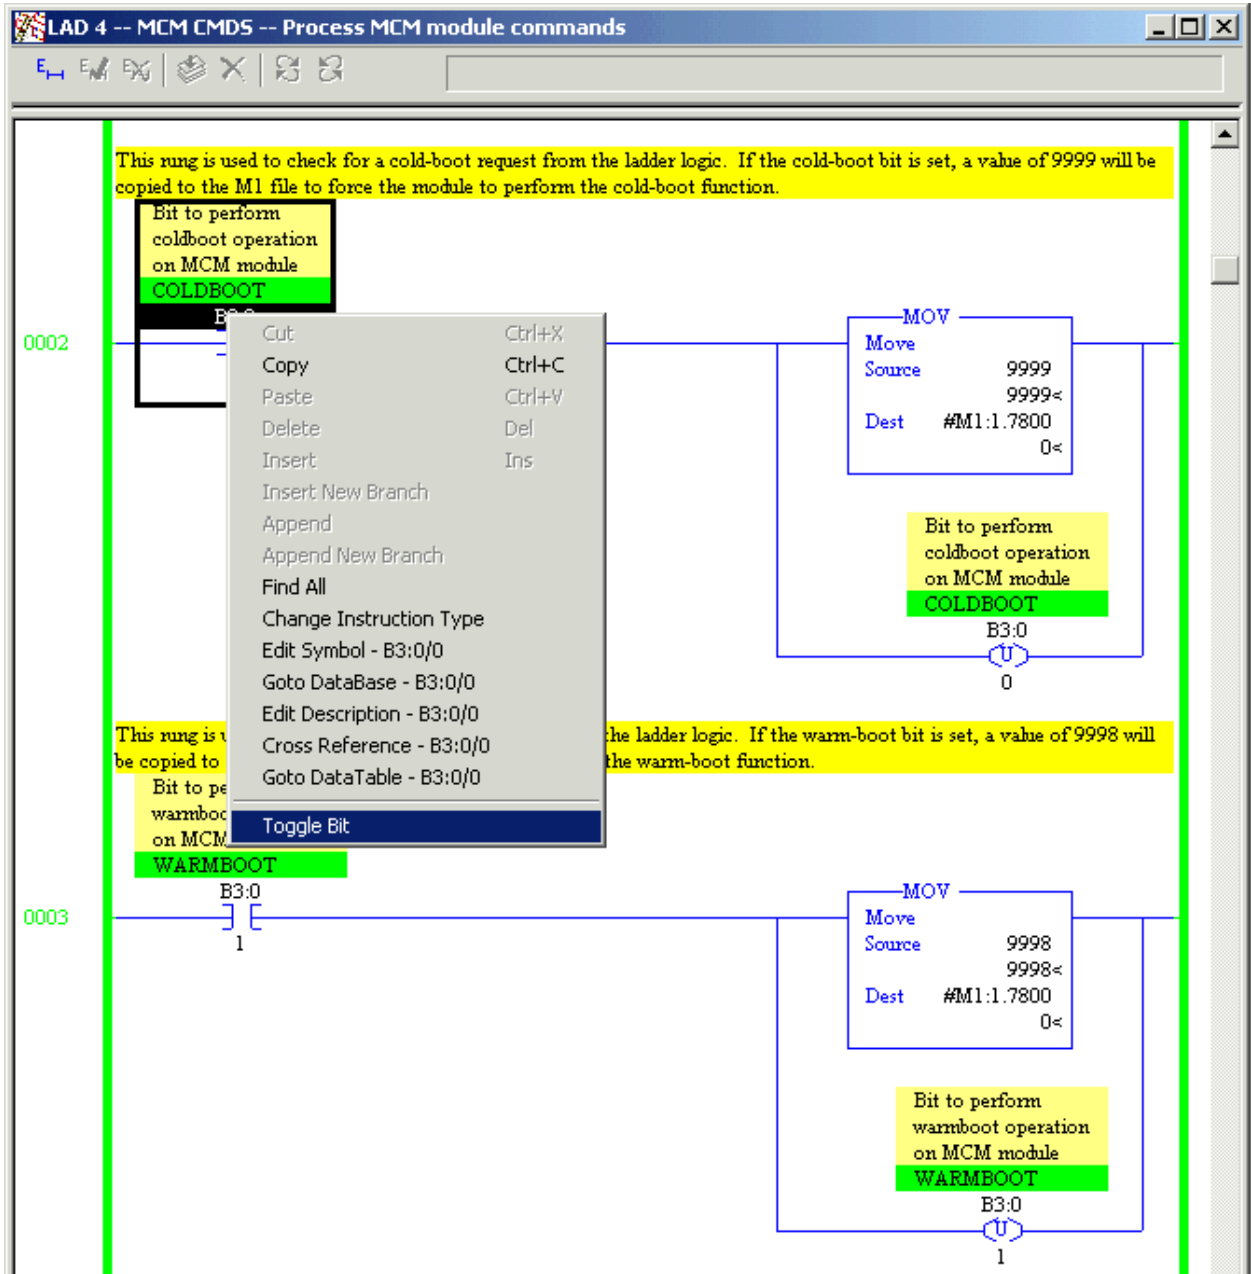 LAD 4 -- MCM CMDS -- Process MCM module commands
This rung is used to check for a cold-boot request from the ladder logic. If the cold-boot bit is set, a value of 9999 will be
copied to the M1 file to force the module to perform the cold-boot function.
Bit to perform
coldboot operation
on MCM module
COLDBOOT
0002
Cut Ctrl+X
Copy Ctrl+C
Paste Ctrl+V
Delete Del
Insert Ins
Insert New Branch
Append
Append New Branch
Find All
Change Instruction Type
Edit Symbol - B3:0/0
Goto DataBase - B3:0/0
Edit Description - B3:0/0
Cross Reference - B3:0/0
Goto DataTable - B3:0/0
Toggle Bit
MOV
Move
Source 9999
9999<
Dest #M1:1.7800
0<
Bit to perform
coldboot operation
on MCM module
COLDBOOT
B3:0
U
0
This rung is the ladder logic. If the warm-boot bit is set, a value of 9998 will
be copied to the warm-boot function.
Bit to
on MCM
WARMBOOT
B3:0
0003
1
MOV
Move
Source 9998
9998<
Dest #M1:1.7800
0<
Bit to perform
warmboot operation
on MCM module
WARMBOOT
B3:0
U
1